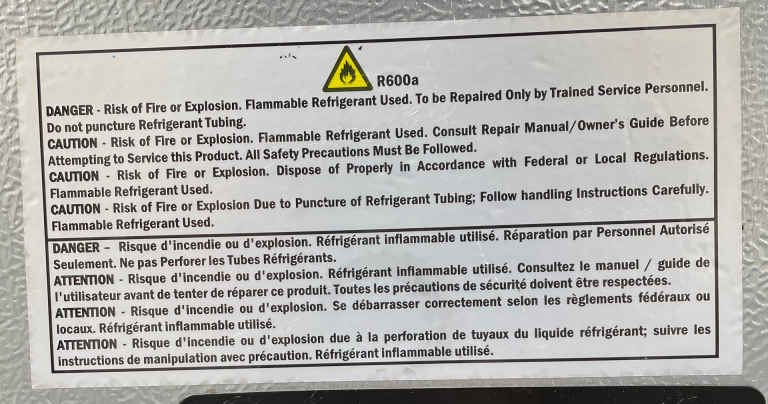 R600a
DANGER - Risk of Fire or Explosion. Flammable Refrigerant Used. To be Repaired Only by Trained Service Personnel.
Do not puncture Refrigerant Tubing.
CAUTION - Risk of Fire or Explosion. Flammable Refrigerant Used. Consult Repair Manual/Owner's Guide Before
Attempting to Service this Product. All Safety Precautions Must Be Followed.
CAUTION - Risk of Fire or Explosion. Dispose of Properly in Accordance with Federal or Local Regulations.
Flammable Refrigerant Used.
CAUTION - Risk of Fire or Explosion Due to Puncture of Refrigerant Tubing; Follow handling Instructions Carefully.
Flammable Refrigerant Used.
DANGER – Risque d'incendie ou d'explosion. Réfrigérant inflammable utilisé. Réparation par Personnel Autorisé
Seulement. Ne pas Perforer les Tubes Réfrigérants.
ATTENTION - Risque d'incendie ou d'explosion. Réfrigérant Inflammable utilisé. Consultez le manuel / guide de
l'utilisateur avant de tenter de réparer ce produit. Toutes les précautions de sécurité doivent être respectées.
ATTENTION - Risque d'incendie ou d'explosion. Se débarrasser correctement selon les règlements fédéraux ou
locaux. Réfrigérant inflammable utilisé.
ATTENTION - Risque d'incendie ou d'explosion due à la perforation de tuyaux du liquide réfrigérant; suivre les
instructions de manipulation avec précaution. Réfrigérant Inflammable utilisé.